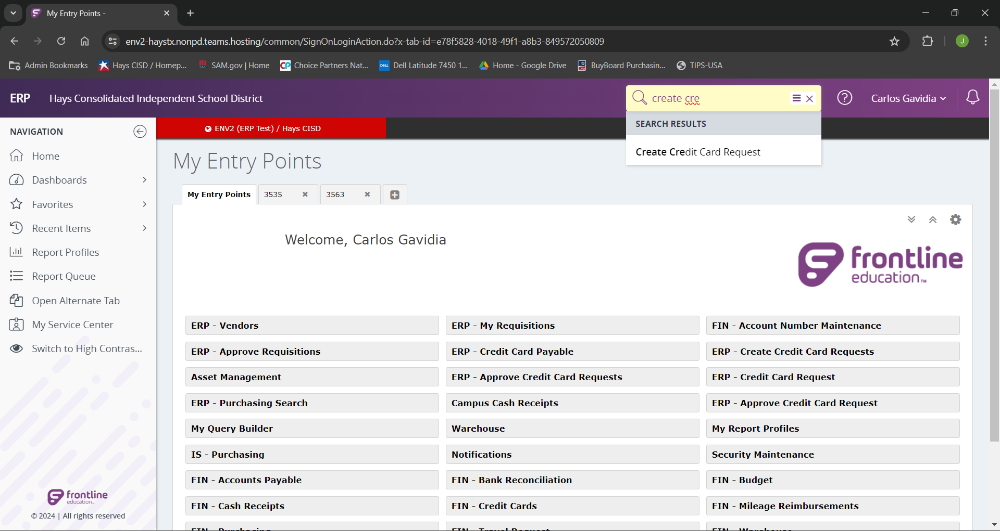 My Entry Points -
env2-haystx.nonpd.teams.hosting/common/SignOnLoginAction.do?x-tab-id=e78f5828-4018-49f1-a8b3-849572050809
J
Admin Bookmarks
Hays CISD / Homep...
SAM.gov | Home
Choice Partners Nat...
Dell Latitude 7450 1...
Home - Google Drive
BuyBoard Purchasin...
TIPS-USA
ERP
Hays Consolidated Independent School District
create cre
Carlos Gavidia
SEARCH RESULTS
Create Credit Card Request
NAVIGATION
Home
Dashboards
Favorites
Recent Items
Report Profiles
Report Queue
Open Alternate Tab
My Service Center
Switch to High Contras...
frontline
education
© 2024 | All rights reserved
ENV2 (ERP Test) / Hays CISD
My Entry Points
My Entry Points
3535
3563
Welcome, Carlos Gavidia
frontline
education™
ERP - Vendors
ERP - My Requisitions
FIN - Account Number Maintenance
ERP - Approve Requisitions
ERP - Credit Card Payable
ERP - Create Credit Card Requests
Asset Management
ERP - Approve Credit Card Requests
ERP - Credit Card Request
ERP - Purchasing Search
Campus Cash Receipts
ERP - Approve Credit Card Request
My Query Builder
Warehouse
My Report Profiles
IS - Purchasing
Notifications
Security Maintenance
FIN - Accounts Payable
FIN - Bank Reconciliation
FIN - Budget
FIN - Cash Receipts
FIN - Credit Cards
FIN - Mileage Reimbursements
FIN - Purchasing
FIN - Travel Request
FIN - Warehouse